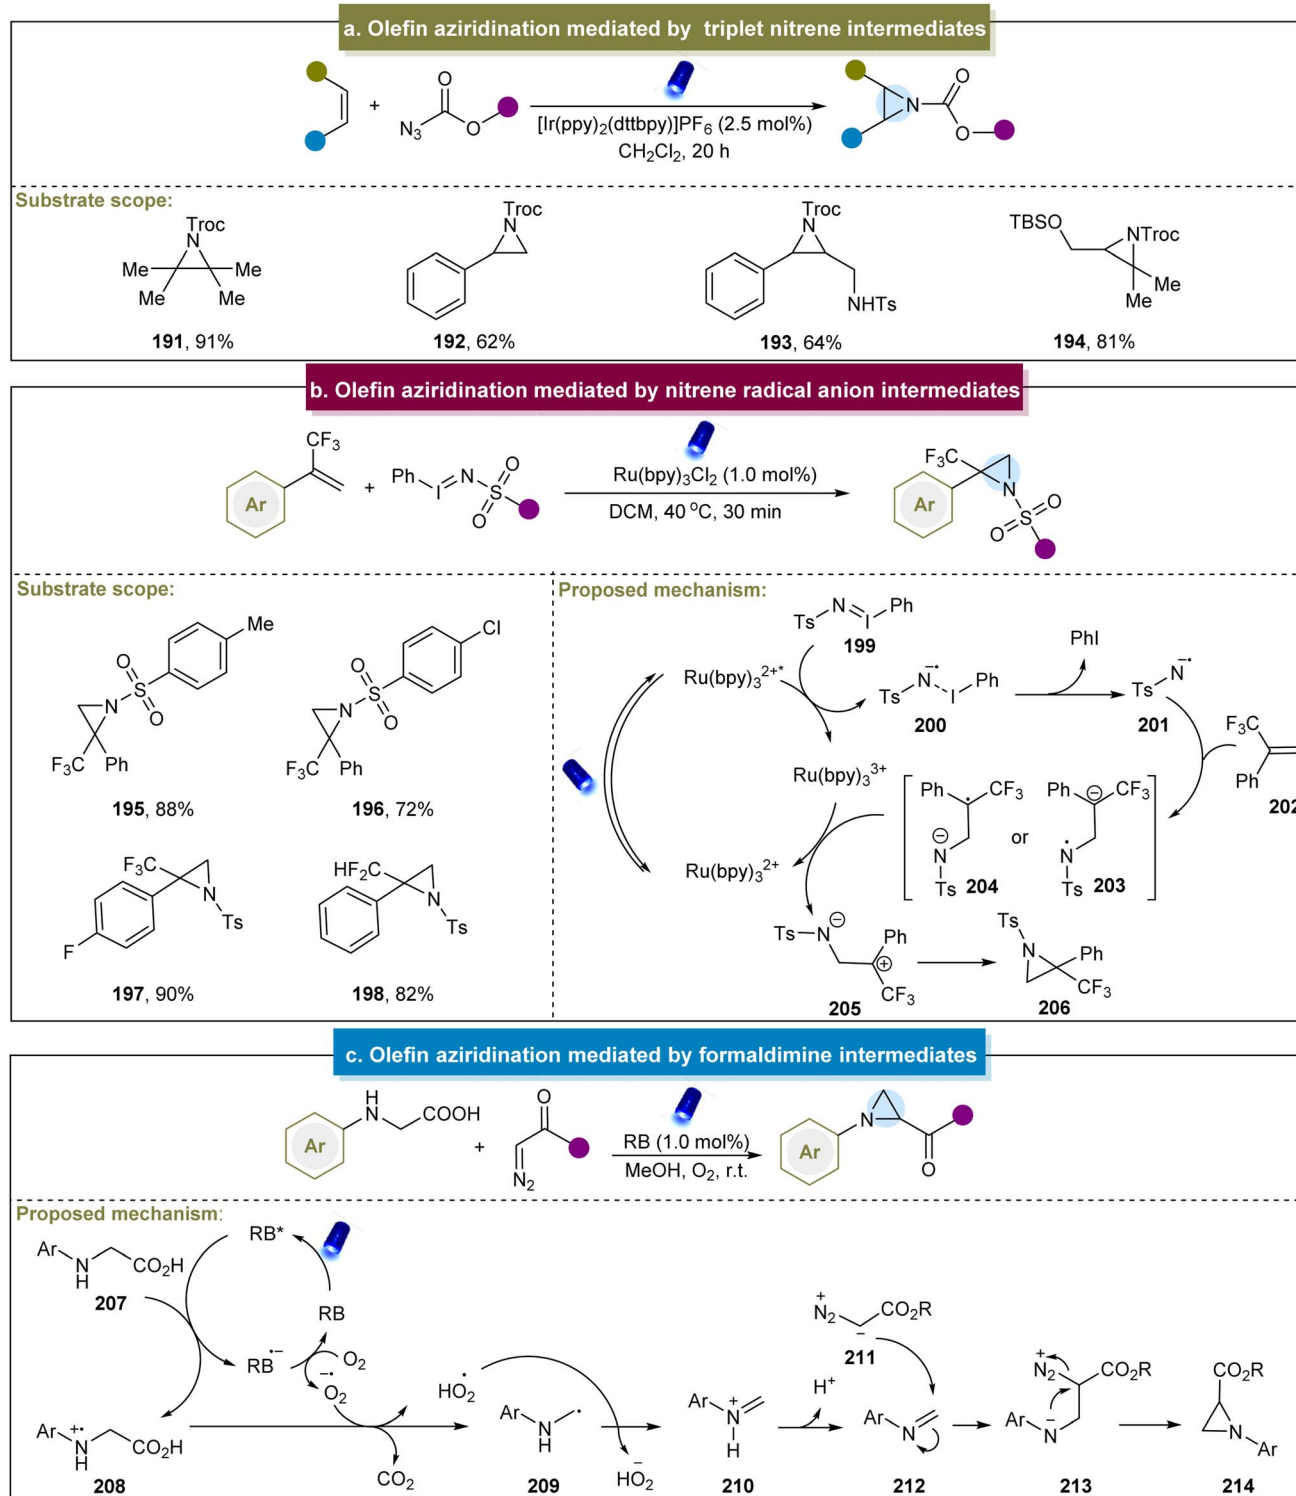 a. Olefin aziridination mediated by triplet nitrene intermediates
+
N3
O
O
[Ir(ppy)2(dttbpy)]PF6 (2.5 mol%)
CH2Cl2, 20 h
N
O
O
Substrate scope:
Troc
N
Me
Me
Me
Me
191, 91%
Troc
N
192, 62%
Troc
N
NHTs
193, 64%
TBSO
NTroc
Me
Me
194, 81%
b. Olefin aziridination mediated by nitrene radical anion intermediates
CF3
Ar
+
Ph
I
N
O
S
O
Ru(bpy)3Cl2 (1.0 mol%)
DCM, 40 °C, 30 min
F3C
Ar
N
S
O
O
Substrate scope:
Me
O
S
O
N
F3C
Ph
195, 88%
Cl
O
S
O
N
F3C
Ph
196, 72%
F3C
N
Ts
F
197, 90%
HF2C
N
Ts
198, 82%
Proposed mechanism:
Ts
N
I
Ph
199
Ru(bpy)3 2+*
Ts
N −•
I
Ph
200
PhI
Ts
N −•
201
F3C
Ph
202
Ru(bpy)3 3+
Ph
•
CF3
⊖
N
Ts
204
or
Ph
⊖
CF3
•
N
Ts
203
Ru(bpy)3 2+
Ts
N
⊖
Ph
⊕
CF3
205
Ts
N
Ph
CF3
206
c. Olefin aziridination mediated by formaldimine intermediates
Ar
H
N
COOH
+
O
N2
RB (1.0 mol%)
MeOH, O2, r.t.
Ar
N
O
Proposed mechanism:
Ar
N
H
CO2H
207
RB*
RB
RB •−
O2
−•
O2
Ar
+•
N
H
CO2H
208
CO2
•
HO2
Ar
N
H
•
209
−
HO2
Ar
+
N
H
210
H+
+
N2
CO2R
−
211
Ar
N
212
+
N2
CO2R
Ar
−
N
213
CO2R
N
Ar
214